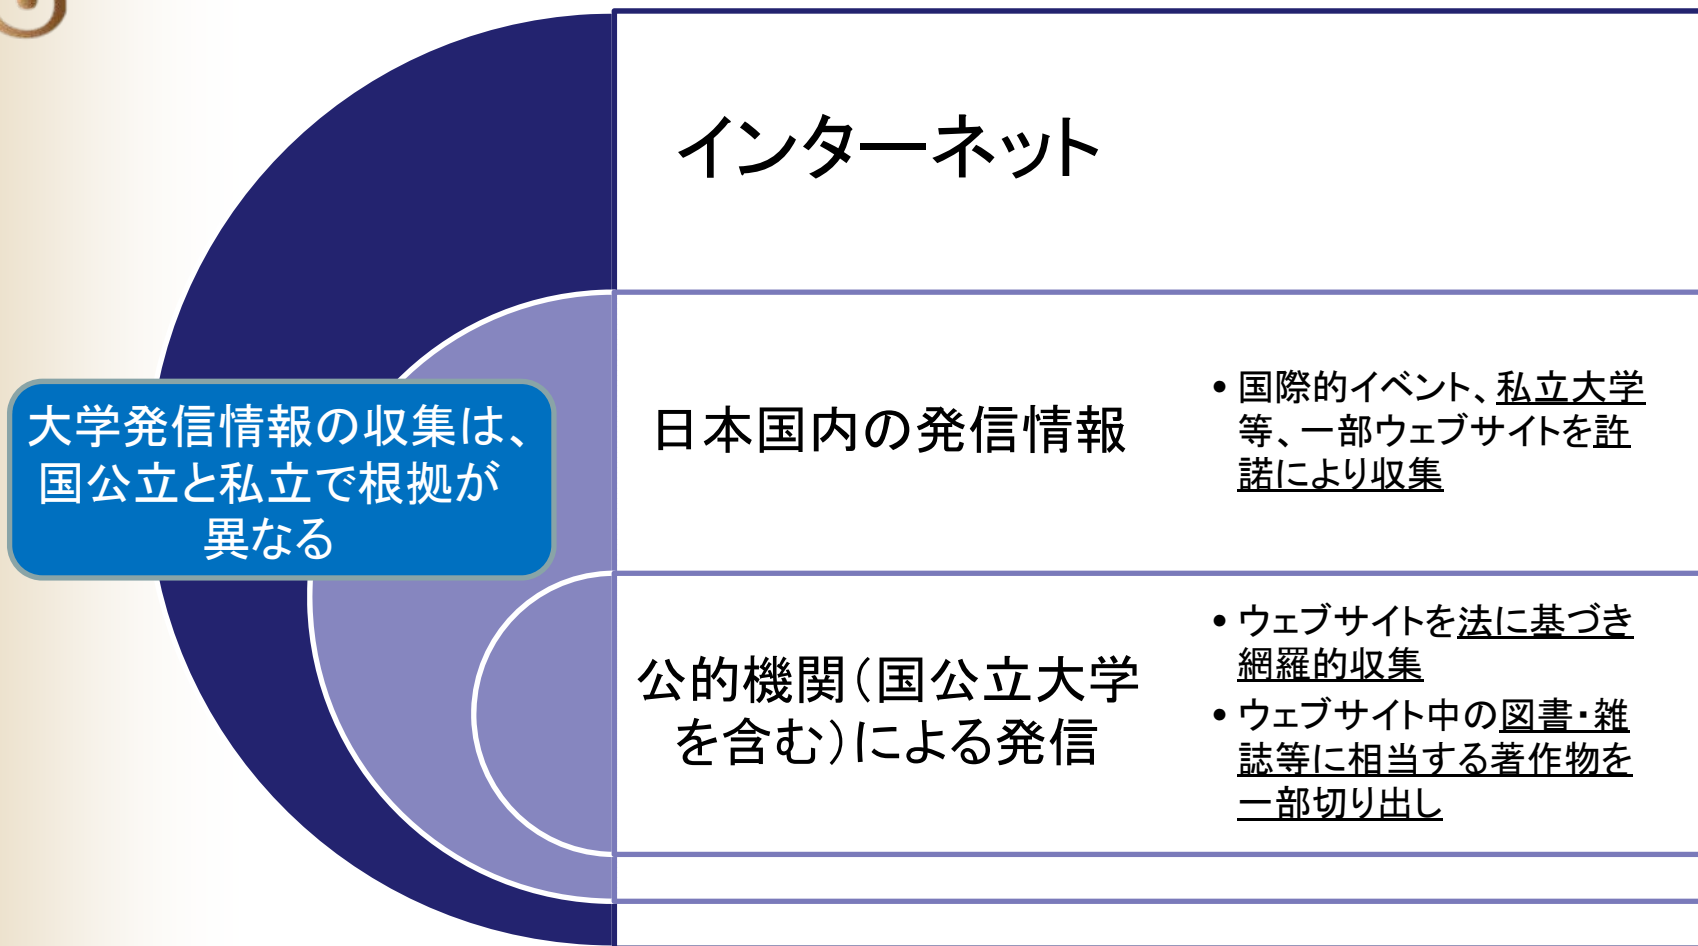 インターネット
大学発信情報の収集は、
国公立と私立で根拠が
異なる
日本国内の発信情報
• 国際的イベント、私立大学
等、一部ウェブサイトを許
諾により収集
公的機関(国公立大学
を含む)による発信
• ウェブサイトを法に基づき
網羅的収集
• ウェブサイト中の図書・雑
誌等に相当する著作物を
一部切り出し